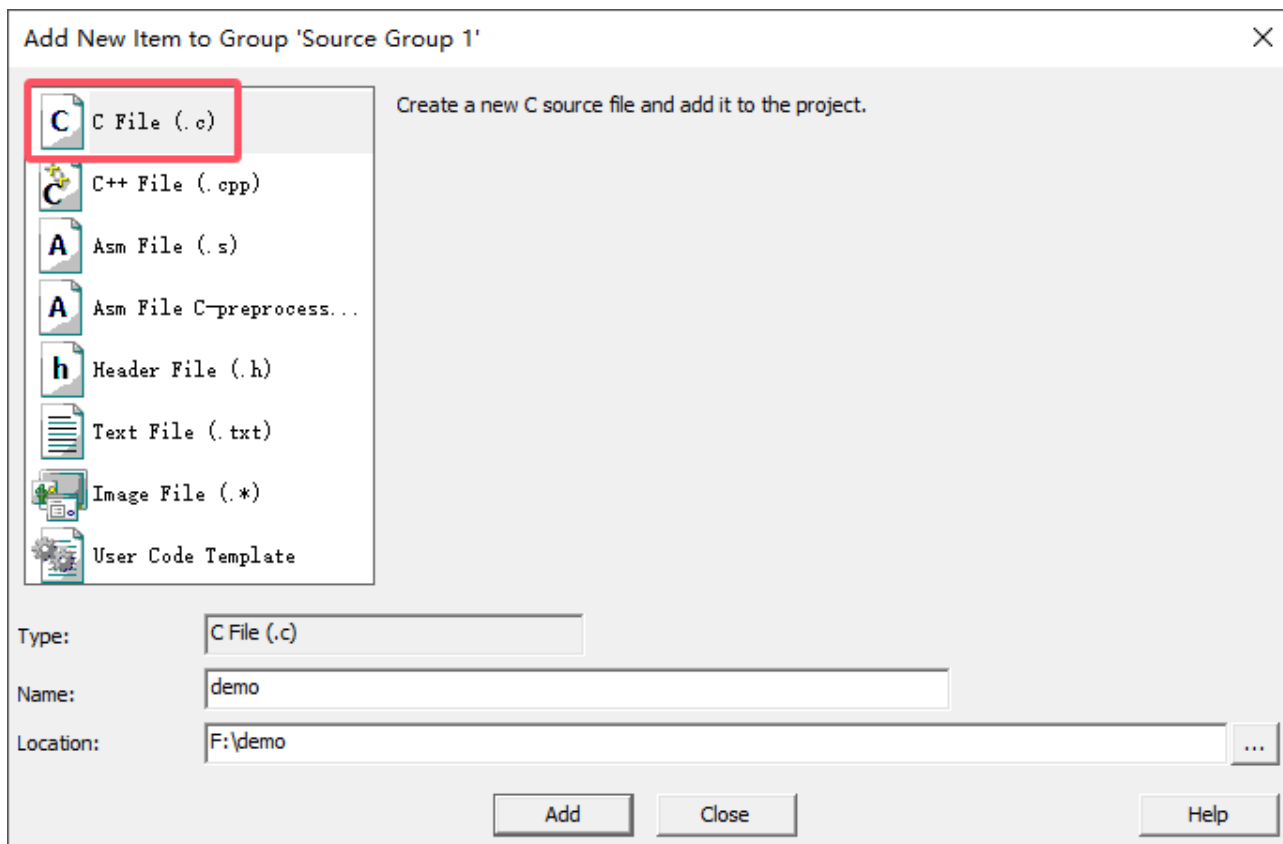 Add New Item to Group 'Source Group 1'
C File (.c)
Create a new C source file and add it to the project.
C++ File (.cpp)
Asm File (.s)
Asm File C-preprocess...
Header File (.h)
Text File (.txt)
Image File (.*)
User Code Template
Type:
C File (.c)
Name:
demo
Location:
F:\demo
...
Add
Close
Help